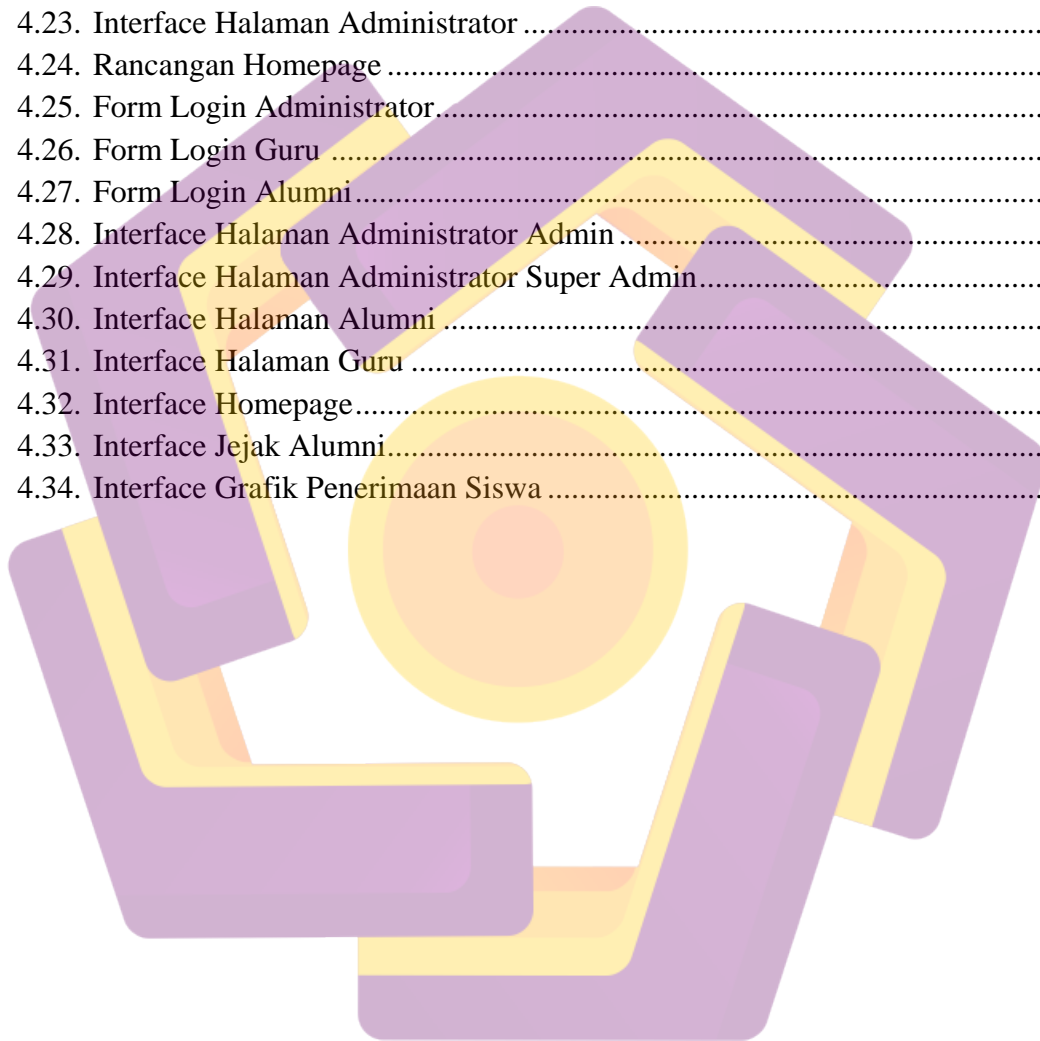 4.23. Interface Halaman Administrator ................................................................
4.24. Rancangan Homepage ................................................................................
4.25. Form Login Administrator..........................................................................
4.26. Form Login Guru .......................................................................................
4.27. Form Login Alumni....................................................................................
4.28. Interface Halaman Administrator Admin ....................................................
4.29. Interface Halaman Administrator Super Admin...........................................
4.30. Interface Halaman Alumni .........................................................................
4.31. Interface Halaman Guru .............................................................................
4.32. Interface Homepage....................................................................................
4.33. Interface Jejak Alumni................................................................................
4.34. Interface Grafik Penerimaan Siswa .............................................................